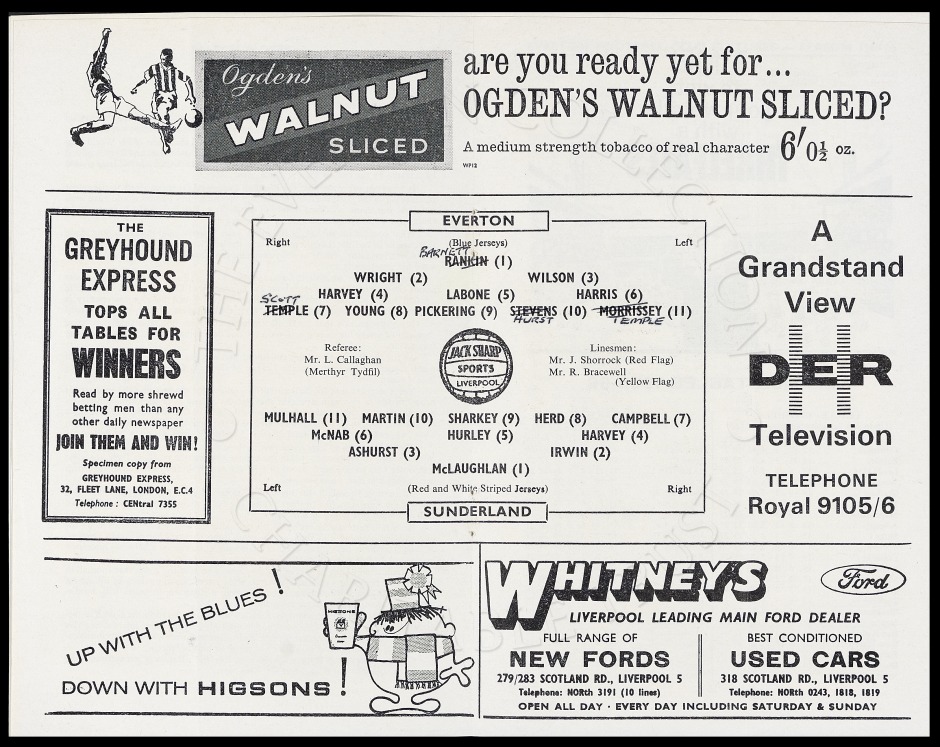 Ogden's
WALNUT
SLICED
are you ready yet for...
OGDEN'S WALNUT SLICED?
A medium strength tobacco of real character 6/0½ oz.
WP12
THE
GREYHOUND
EXPRESS
TOPS ALL
TABLES FOR
WINNERS
Read by more shrewd
betting men than any
other daily newspaper
JOIN THEM AND WIN!
Specimen copy from
GREYHOUND EXPRESS,
32, FLEET LANE, LONDON, E.C.4
Telephone: CENtral 7355
EVERTON
Right (Blue Jerseys) Left
BARNETT
RANKIN (1)
WRIGHT (2) WILSON (3)
HARVEY (4) LABONE (5) HARRIS (6)
SCOTT
TEMPLE (7) YOUNG (8) PICKERING (9) STEVENS (10) MORRISSEY (11)
HURST TEMPLE
Referee:
Mr. L. Callaghan
(Merthyr Tydfil)
JACK SHARP
SPORTS
LIVERPOOL
Linesmen:
Mr. J. Shorrock (Red Flag)
Mr. R. Bracewell
(Yellow Flag)
MULHALL (11) MARTIN (10) SHARKEY (9) HERD (8) CAMPBELL (7)
McNAB (6) HURLEY (5) HARVEY (4)
ASHURST (3) IRWIN (2)
McLAUGHLAN (1)
Left (Red and White Striped Jerseys) Right
SUNDERLAND
A
Grandstand
View
DER
Television
TELEPHONE
Royal 9105/6
UP WITH THE BLUES!
DOWN WITH HIGSONS!
HIGSONS
WHITNEYS
Ford
LIVERPOOL LEADING MAIN FORD DEALER
FULL RANGE OF
NEW FORDS
279/283 SCOTLAND RD., LIVERPOOL 5
Telephone: NORth 3191 (10 lines)
BEST CONDITIONED
USED CARS
318 SCOTLAND RD., LIVERPOOL 5
Telephone: NORth 0243, 1818, 1819
OPEN ALL DAY · EVERY DAY INCLUDING SATURDAY & SUNDAY